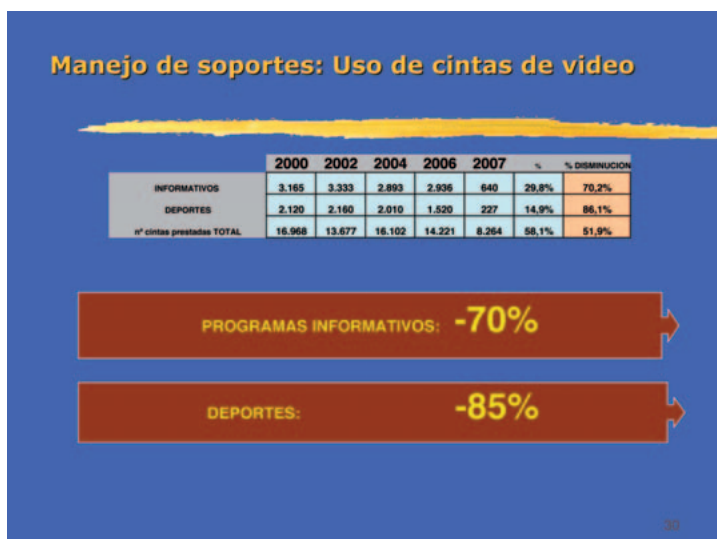 Manejo de soportes: Uso de cintas de video
2000 2002 2004 2006 2007 % % DISMINUCION
INFORMATIVOS 3.165 3.333 2.893 2.936 640 29,8% 70,2%
DEPORTES 2.120 2.160 2.010 1.520 227 14,9% 86,1%
nº cintas prestadas TOTAL 16.968 13.677 16.102 14.221 8.264 58,1% 51,9%
PROGRAMAS INFORMATIVOS: -70%
DEPORTES: -85%
30